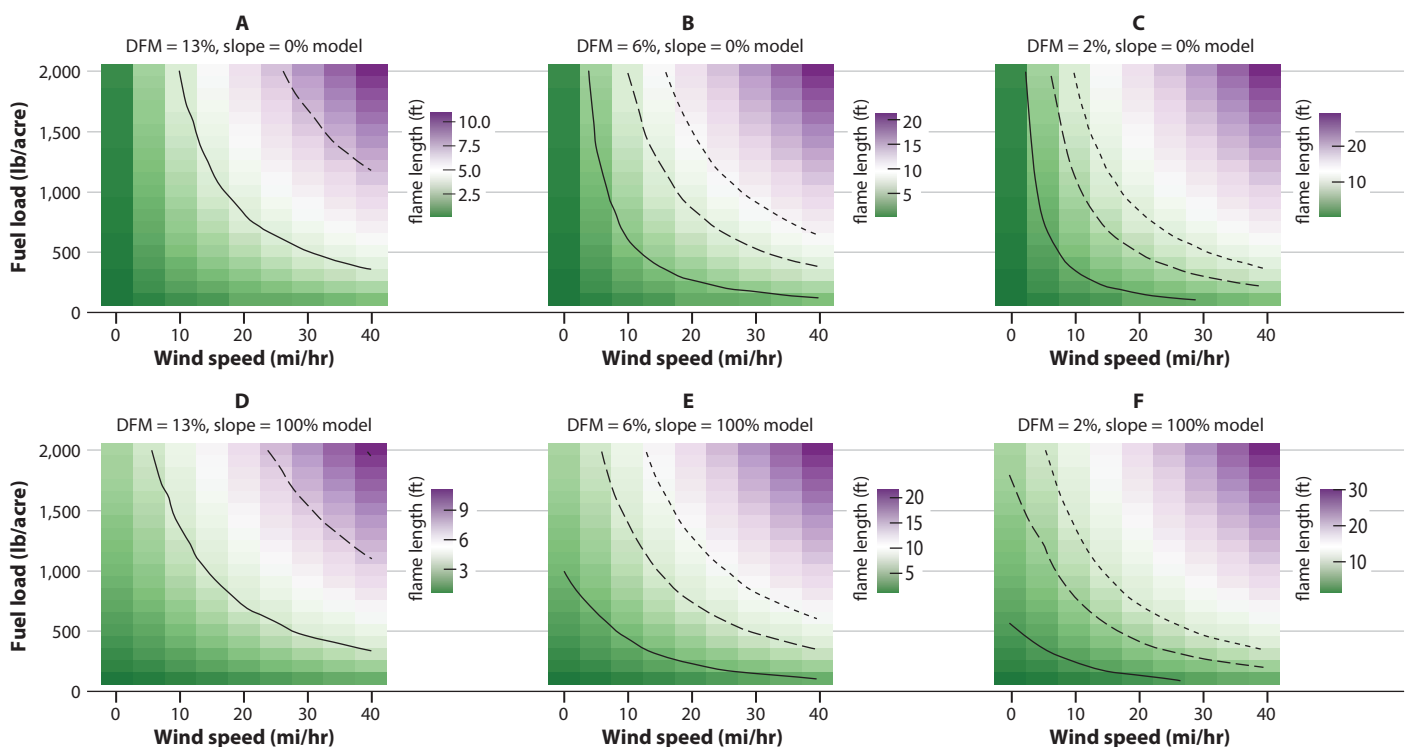 A
DFM = 13%, slope = 0% model
B
DFM = 6%, slope = 0% model
C
DFM = 2%, slope = 0% model
Fuel load (lb/acre)
2,000
1,500
1,000
500
0
flame length (ft)
10.0
7.5
5.0
2.5
flame length (ft)
20
15
10
5
flame length (ft)
20
10
0 10 20 30 40
Wind speed (mi/hr)
0 10 20 30 40
Wind speed (mi/hr)
0 10 20 30 40
Wind speed (mi/hr)
D
DFM = 13%, slope = 100% model
E
DFM = 6%, slope = 100% model
F
DFM = 2%, slope = 100% model
Fuel load (lb/acre)
2,000
1,500
1,000
500
0
flame length (ft)
9
6
3
flame length (ft)
20
15
10
5
flame length (ft)
30
20
10
0 10 20 30 40
Wind speed (mi/hr)
0 10 20 30 40
Wind speed (mi/hr)
0 10 20 30 40
Wind speed (mi/hr)